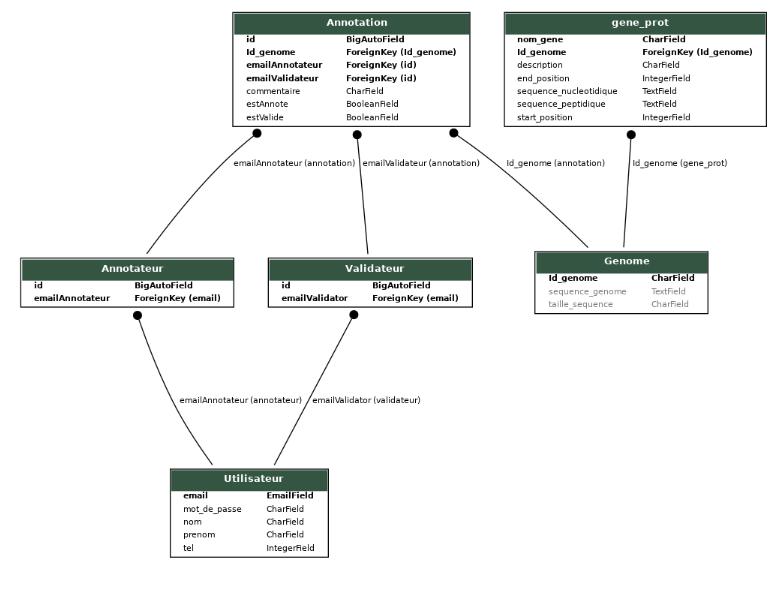 Annotation
id BigAutoField
Id_genome ForeignKey (Id_genome)
emailAnnotateur ForeignKey (id)
emailValidateur ForeignKey (id)
commentaire CharField
estAnnote BooleanField
estValide BooleanField
gene_prot
nom_gene CharField
Id_genome ForeignKey (Id_genome)
description CharField
end_position IntegerField
sequence_nucleotidique TextField
sequence_peptidique TextField
start_position IntegerField
emailAnnotateur (annotation)
emailValidateur (annotation)
Id_genome (annotation)
Id_genome (gene_prot)
Annotateur
id BigAutoField
emailAnnotateur ForeignKey (email)
Validateur
id BigAutoField
emailValidator ForeignKey (email)
Genome
Id_genome CharField
sequence_genome TextField
taille_sequence CharField
emailAnnotateur (annotateur)
emailValidator (validateur)
Utilisateur
email EmailField
mot_de_passe CharField
nom CharField
prenom CharField
tel IntegerField